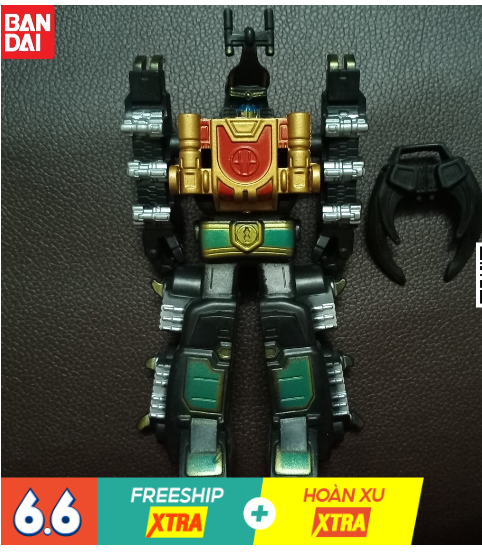 BAN
DAI
6.6
FREESHIP
XTRA
+
HOÀN XU
XTRA